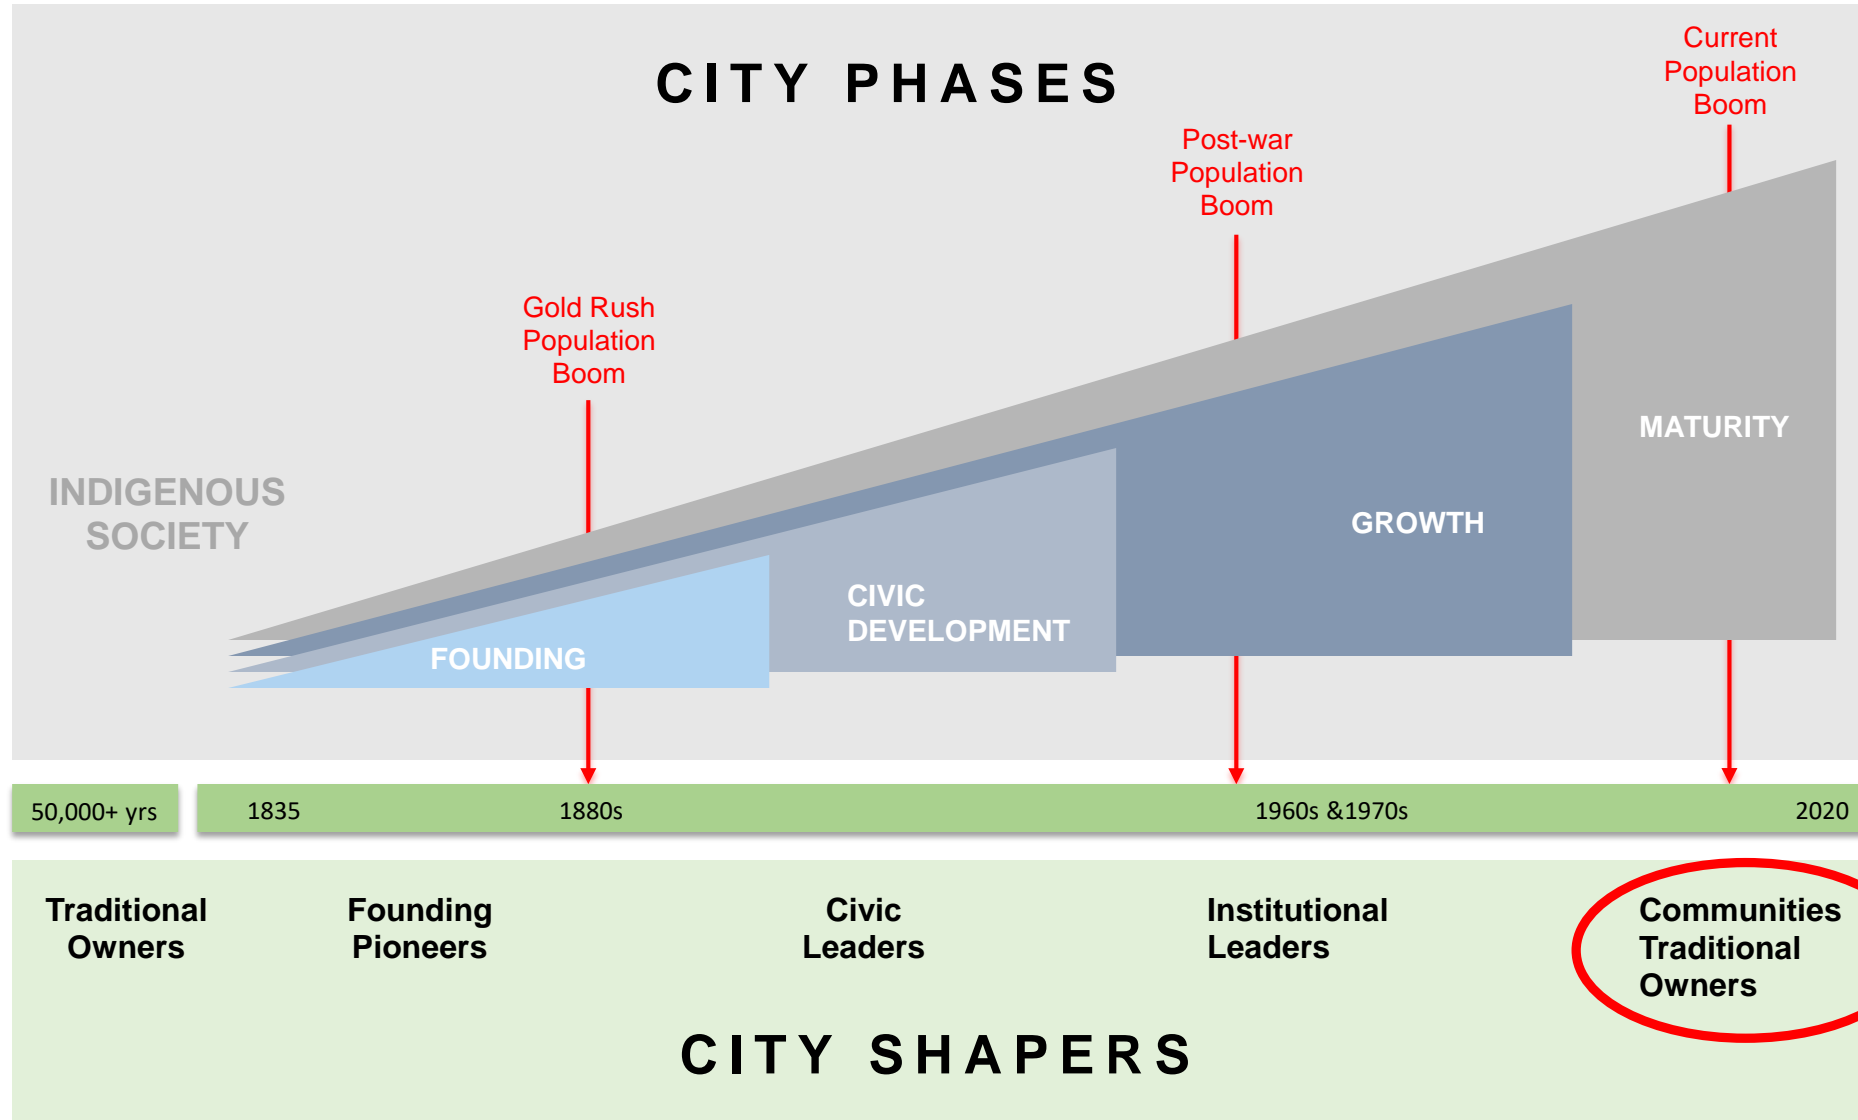 CITY PHASES
Current
Population
Boom
Post-war
Population
Boom
Gold Rush
Population
Boom
INDIGENOUS
SOCIETY
MATURITY
GROWTH
CIVIC
DEVELOPMENT
FOUNDING
50,000+ yrs
1835
1880s
1960s &1970s
2020
Traditional
Owners
Founding
Pioneers
Civic
Leaders
Institutional
Leaders
Communities
Traditional
Owners
CITY SHAPERS